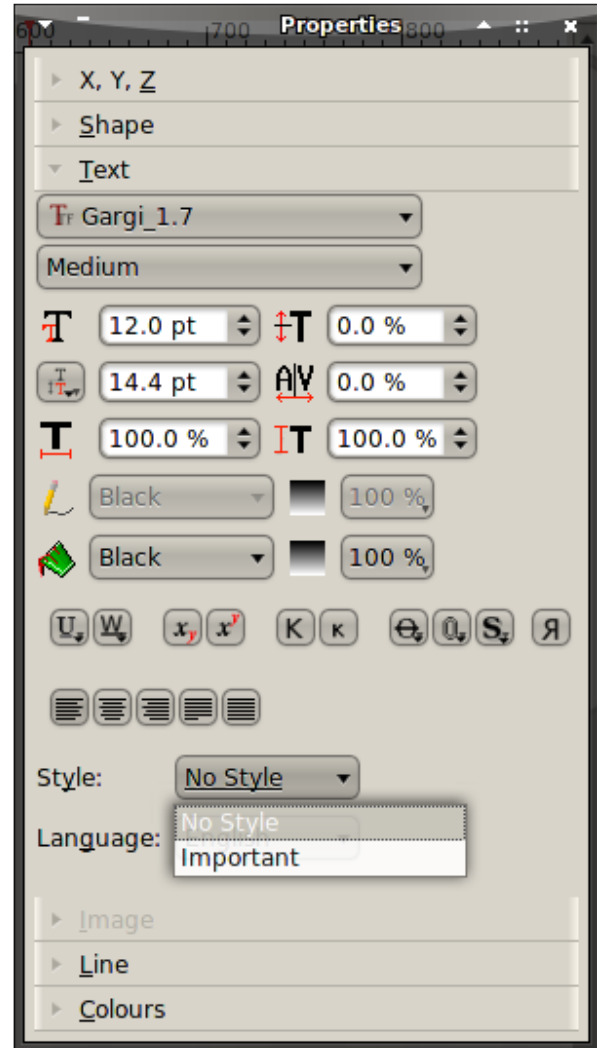 Properties
600 700 800
X, Y, Z
Shape
Text
Gargi_1.7
Medium
12.0 pt 0.0 %
14.4 pt 0.0 %
100.0 % 100.0 %
Black 100 %
Black 100 %
U W x y x y K K O O S Я
Style: No Style
No Style
Language: English
Important
Image
Line
Colours